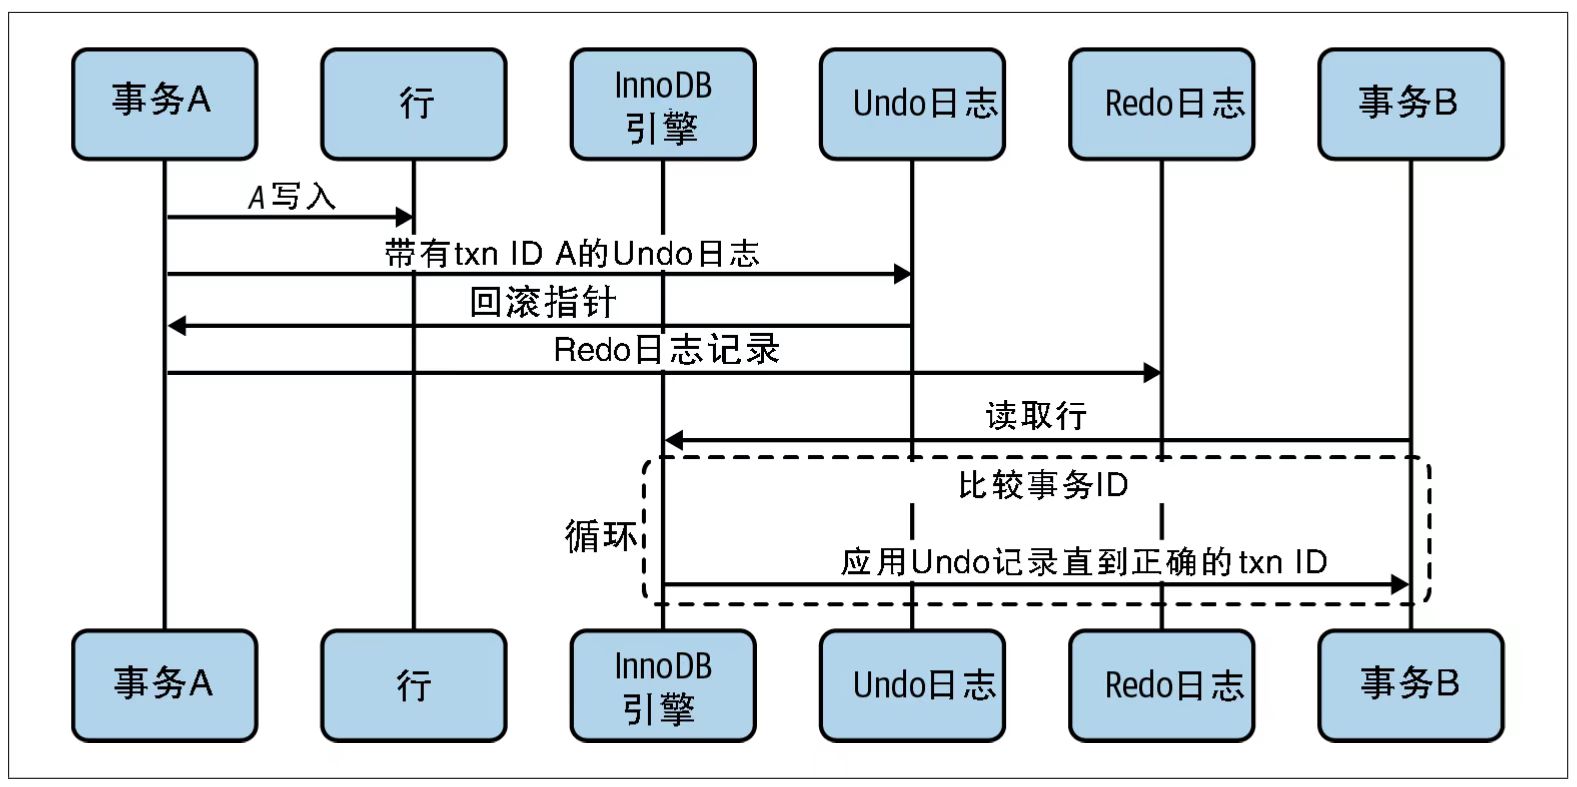 事务A
行
InnoDB
引擎
Undo日志
Redo日志
事务B
A写入
带有txn ID A的Undo日志
回滚指针
Redo日志记录
读取行
比较事务ID
循环
应用Undo记录直到正确的txn ID
事务A
行
InnoDB
引擎
Undo日志
Redo日志
事务B